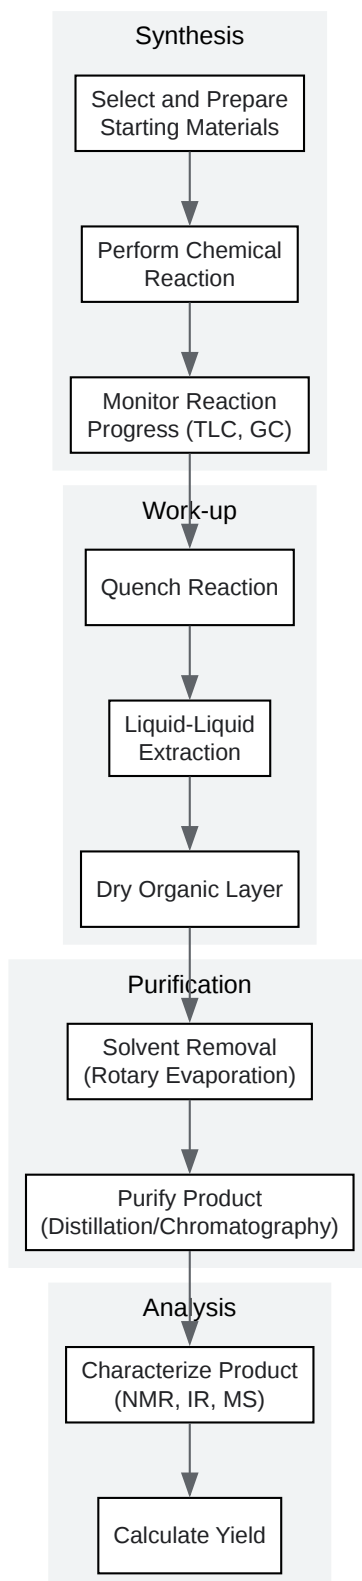 Synthesis
Select and Prepare
Starting Materials
Perform Chemical
Reaction
Monitor Reaction
Progress (TLC, GC)
Work-up
Quench Reaction
Liquid-Liquid
Extraction
Dry Organic Layer
Purification
Solvent Removal
(Rotary Evaporation)
Purify Product
(Distillation/Chromatography)
Analysis
Characterize Product
(NMR, IR, MS)
Calculate Yield